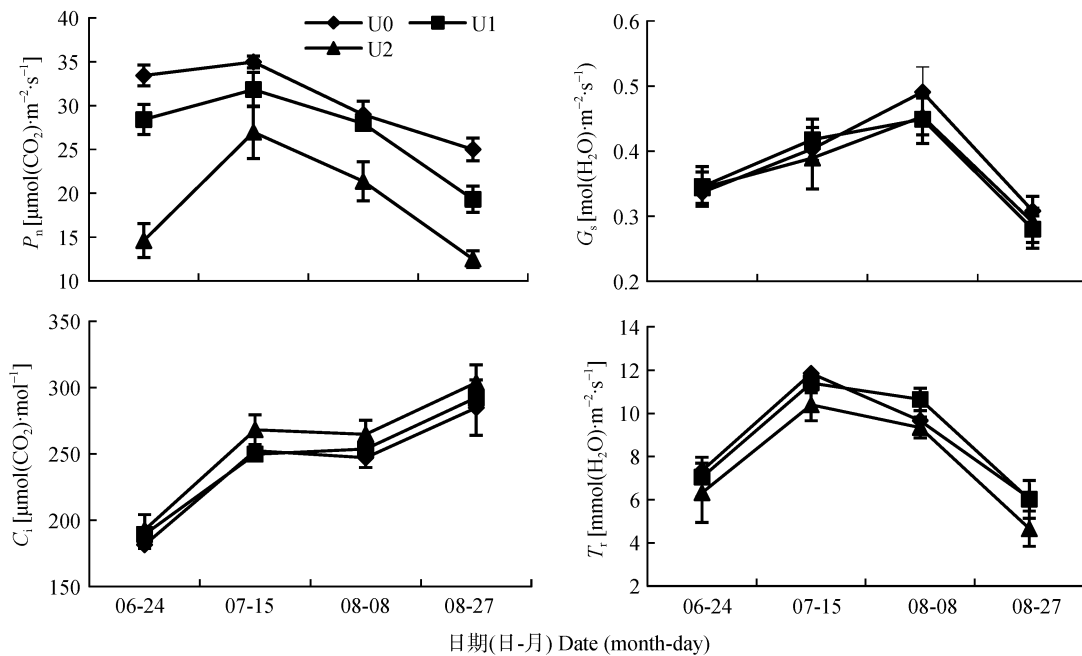 U0 U1
U2
40
35
30
25
20
15
10
Pn [μmol(CO2)·m−2·s−1)
0.6
0.5
0.4
0.3
0.2
Gs [mol(H2O)·m−2·s−1)
350
300
250
200
150
Ci [μmol(CO2)·mol−1]
06-24 07-15 08-08 08-27
14
12
10
8
6
4
2
Tr [mmol(H2O)·m−2·s−1)
06-24 07-15 08-08 08-27
日期(日-月) Date (month-day)